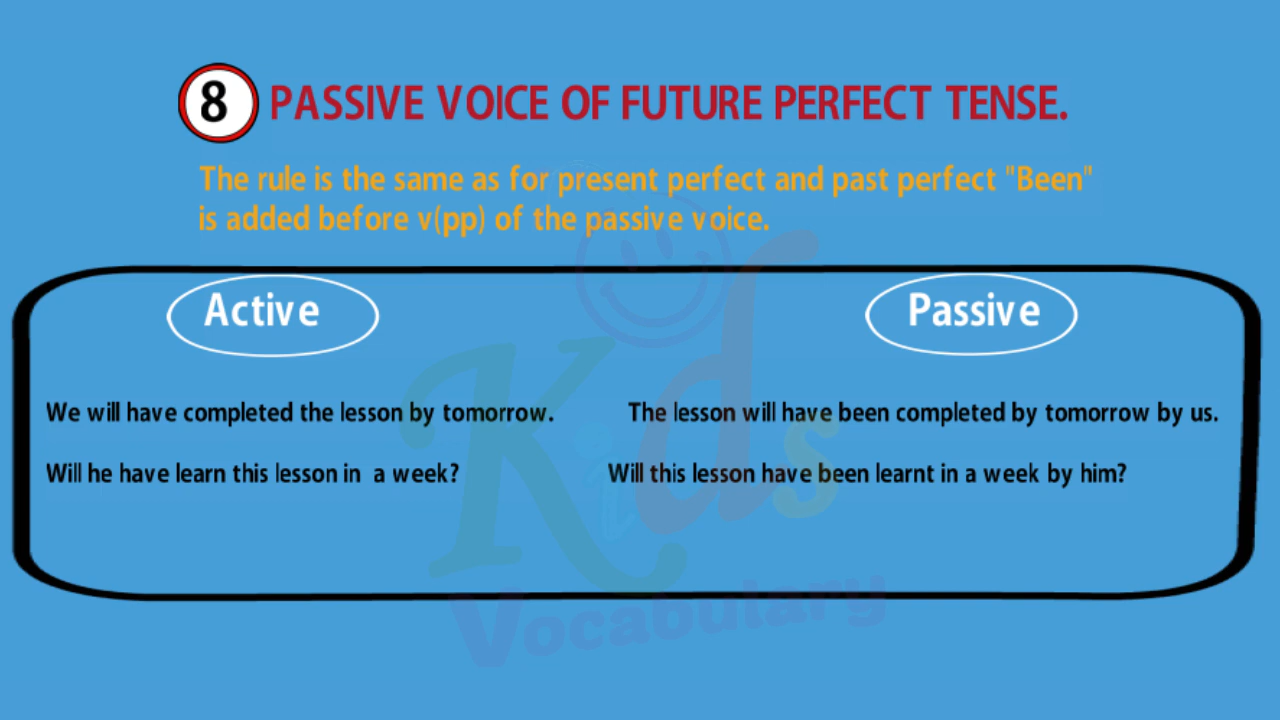 8 PASSIVE VOICE OF FUTURE PERFECT TENSE.
The rule is the same as for present perfect and past perfect "Been"
is added before v(pp) of the passive voice.
Active Passive
We will have completed the lesson by tomorrow. The lesson will have been completed by tomorrow by us.
Will he have learn this lesson in a week? Will this lesson have been learnt in a week by him?
Kids
Vocabulary